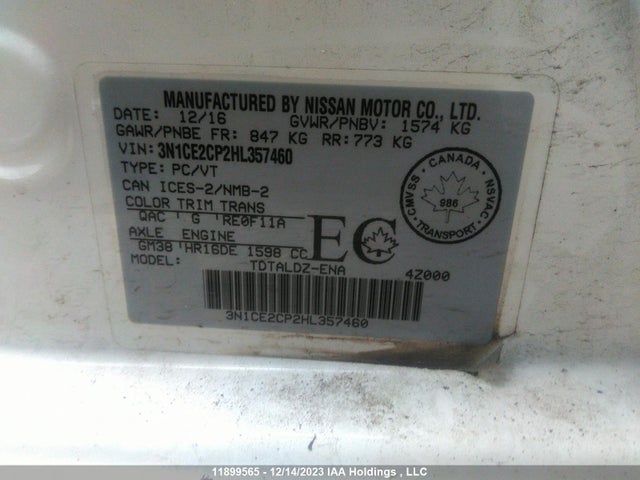 MANUFACTURED BY NISSAN MOTOR CO., LTD.
DATE: 12/16 GVWR/PNBV: 1574 KG
GAWR/PNBE FR: 847 KG RR: 773 KG
VIN: 3N1CE2CP2HL357460
TYPE: PC/VT
CAN ICES-2/NMB-2
COLOR TRIM TRANS
QAC G RE0F11A
AXLE ENGINE
GM38 HR16DE 1598 CC
MODEL: TDTALDZ-ENA 4Z000
EC
CMVSS CANADA NSVAC
986
TRANSPORT
3N1CE2CP2HL357460
11899565 - 12/14/2023 IAA Holdings , LLC